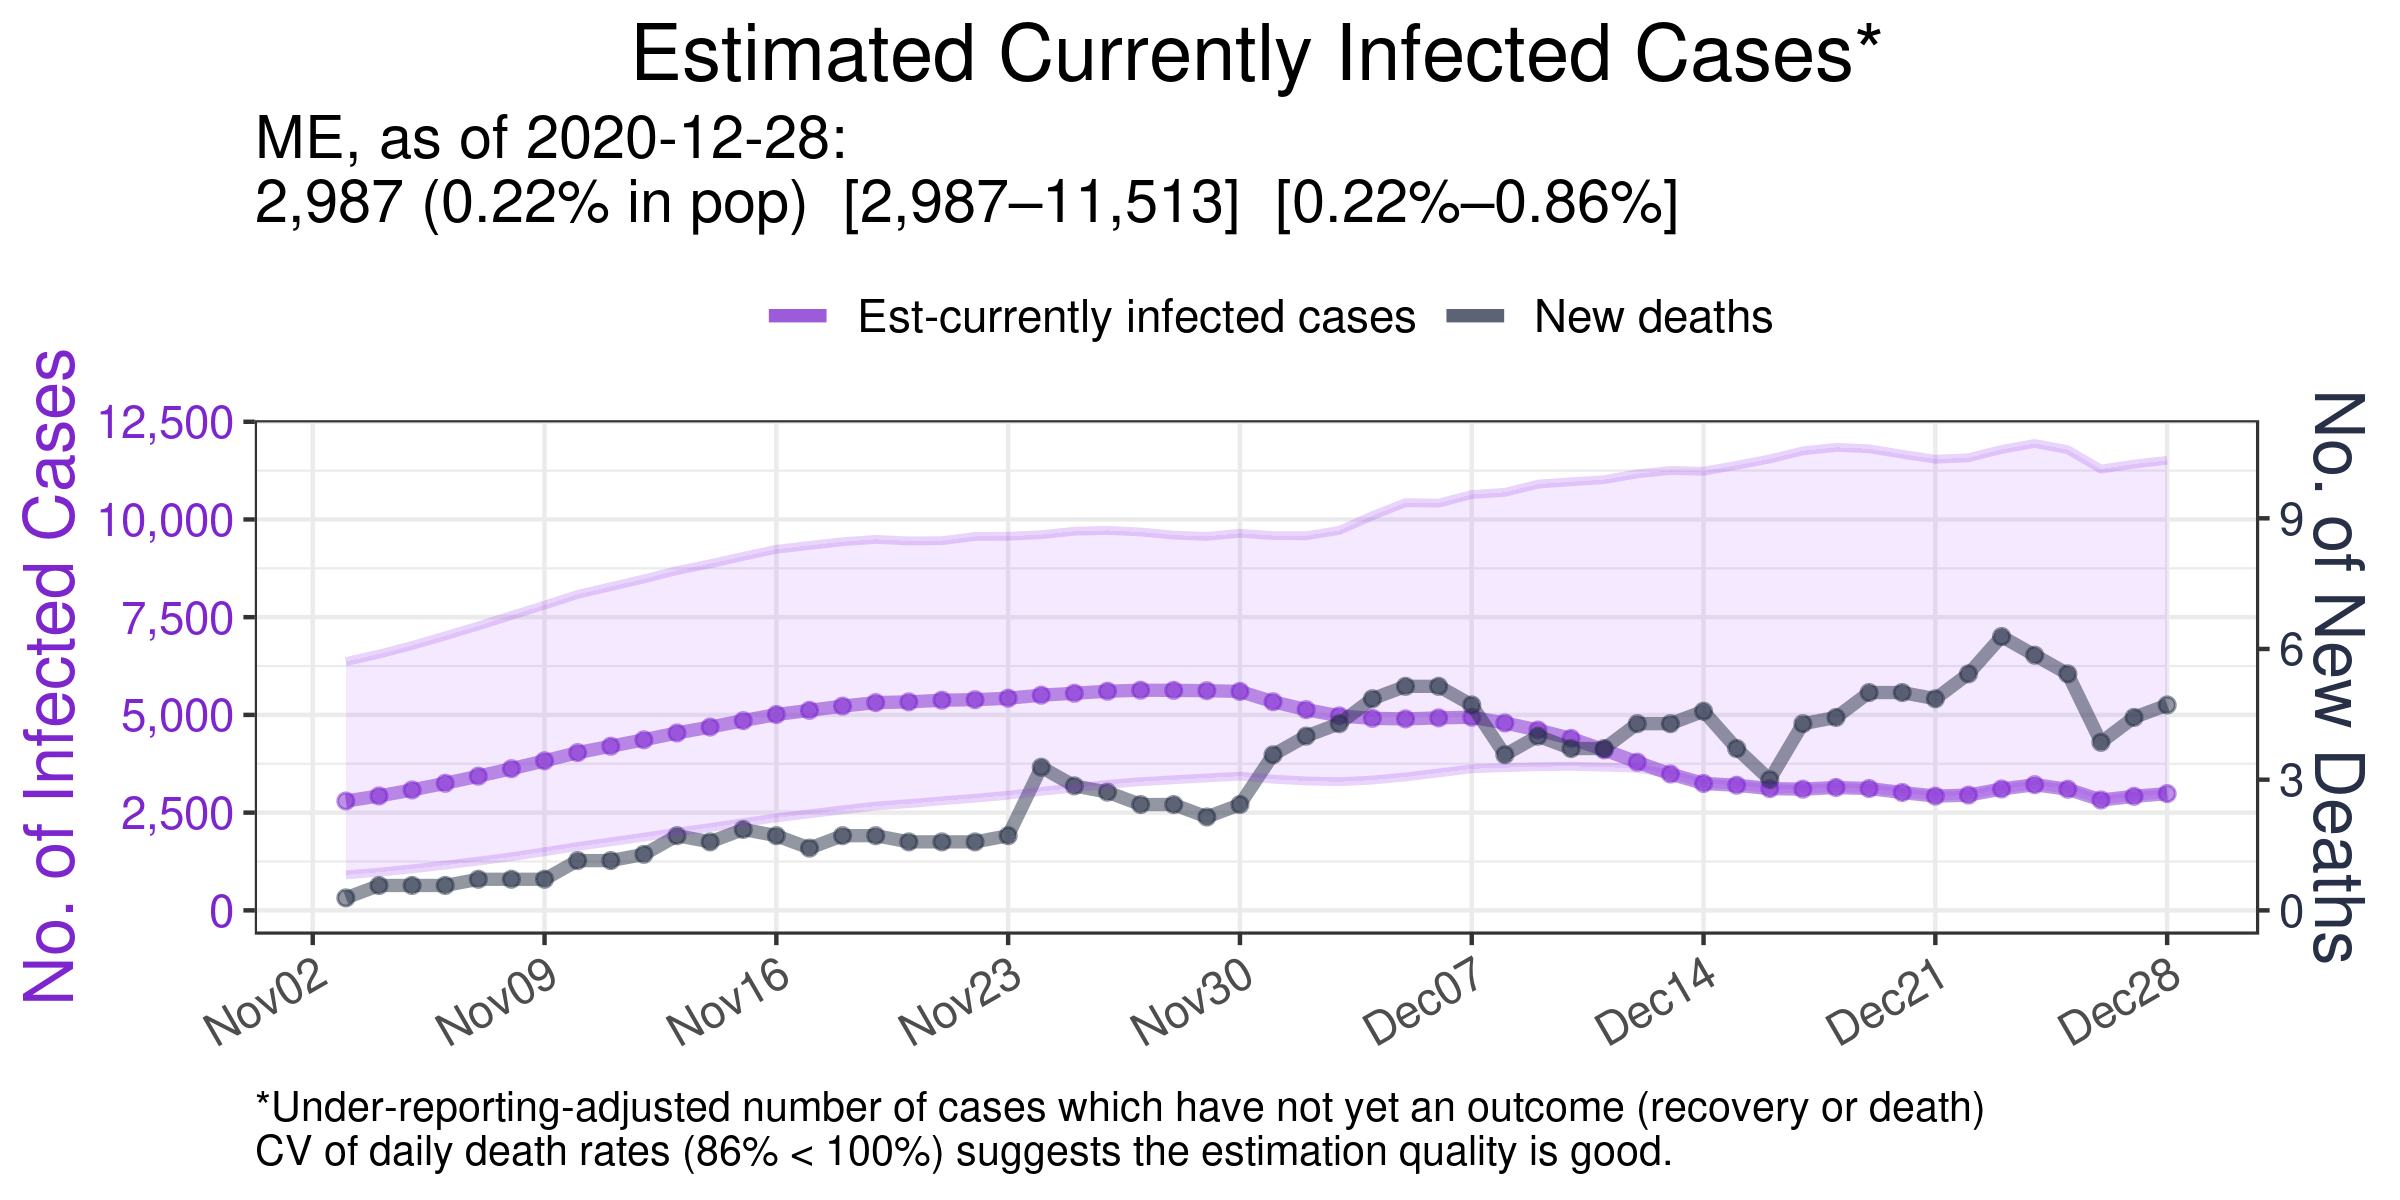 Estimated Currently Infected Cases*
ME, as of 2020-12-28:
2,987 (0.22% in pop) [2,987–11,513] [0.22%–0.86%]
Est-currently infected cases
New deaths
No. of Infected Cases
12,500
10,000
7,500
5,000
2,500
0
No. of New Deaths
9
6
3
0
Nov02
Nov09
Nov16
Nov23
Nov30
Dec07
Dec14
Dec21
Dec28
*Under-reporting-adjusted number of cases which have not yet an outcome (recovery or death)
CV of daily death rates (86% < 100%) suggests the estimation quality is good.